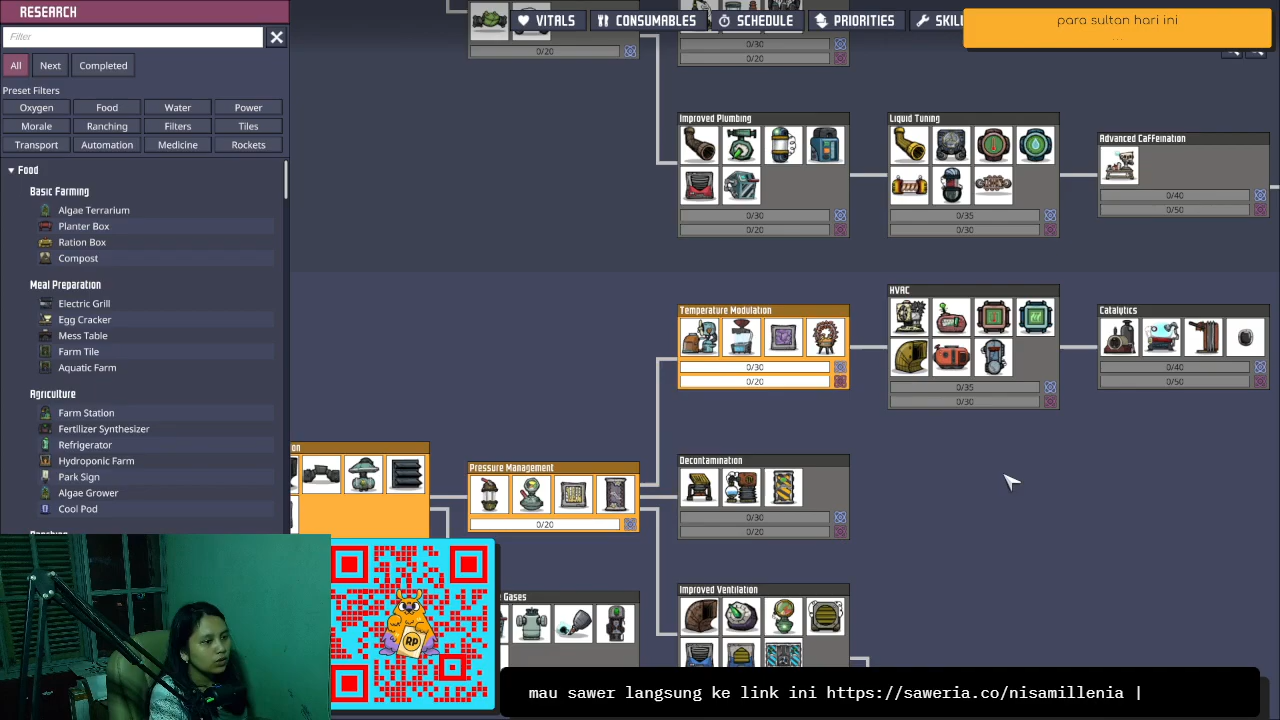 RESEARCH
VITALS
CONSUMABLES
SCHEDULE
PRIORITIES
para sultan hari ini
...
Filter
All
Next
Completed
Preset Filters
Oxygen
Food
Water
Power
Morale
Ranching
Filters
Tiles
Transport
Automation
Medicine
Rockets
Food
Basic Farming
Algae Terrarium
Planter Box
Ration Box
Compost
Meal Preparation
Electric Grill
Egg Cracker
Mess Table
Farm Tile
Aquatic Farm
Agriculture
Farm Station
Fertilizer Synthesizer
Refrigerator
Hydroponic Farm
Park Sign
Algae Grower
Cool Pod
0/20
0/30
0/20
Improved Plumbing
0/30
0/20
Liquid Tuning
0/35
0/30
Advanced Caffeination
0/40
0/50
Temperature Modulation
0/30
0/20
HVAC
0/35
0/30
Catalytics
0/40
0/50
on
Pressure Management
0/20
Decontamination
0/30
0/20
Gases
Improved Ventilation
RP
mau sawer langsung ke link ini https://saweria.co/nisamillenia |